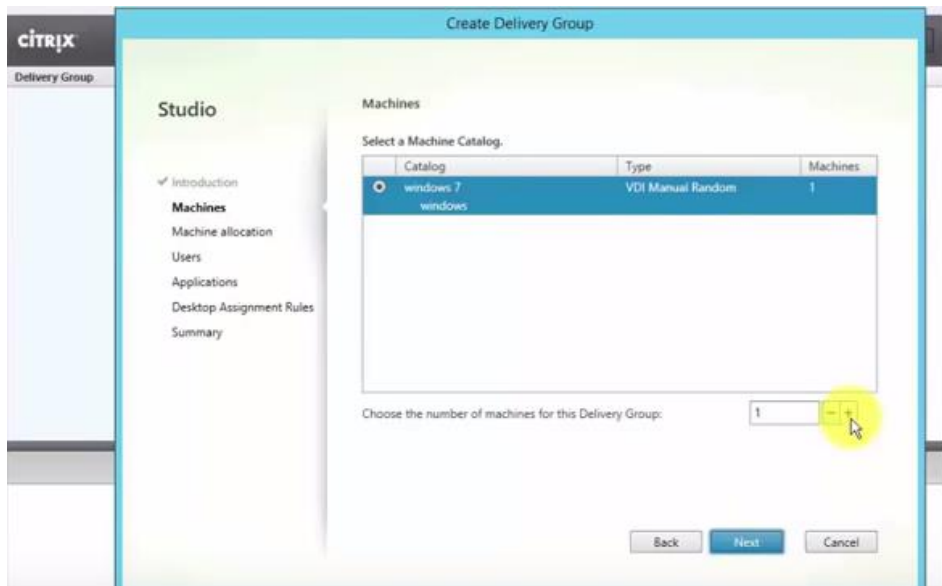 Create Delivery Group
CITRIX
Delivery Group
Studio
Introduction
Machines
Machine allocation
Users
Applications
Desktop Assignment Rules
Summary
Machines
Select a Machine Catalog.
Catalog Type Machines
windows 7 VDI Manual Random 1
windows
Choose the number of machines for this Delivery Group: 1 - +
Back Next Cancel